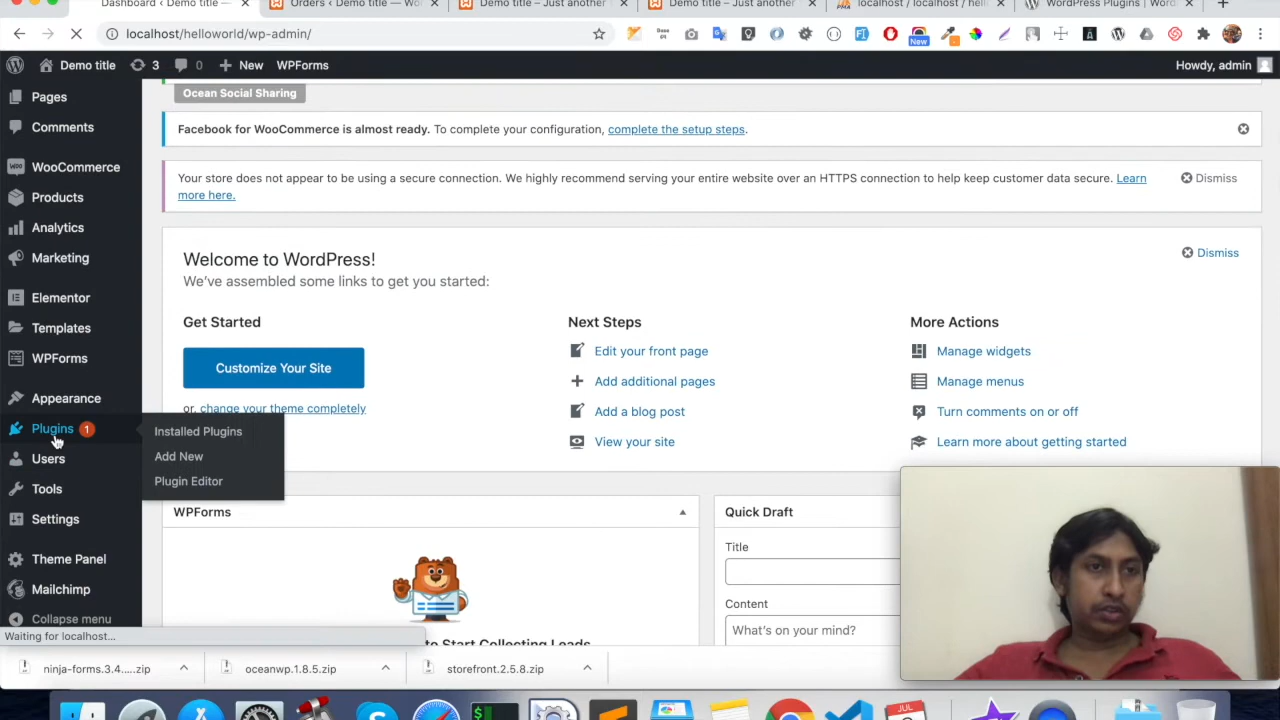 Dashboard ‹ Demo title — W
Orders ‹ Demo title — Wo
Demo title – Just another
Demo title – Just another
localhost / localhost / hell
WordPress Plugins | Word
localhost/helloworld/wp-admin/
New
Demo title
3
0
New
WPForms
Howdy, admin
Pages
Comments
WooCommerce
Products
Analytics
Marketing
Elementor
Templates
WPForms
Appearance
Plugins 1
Users
Tools
Settings
Theme Panel
Mailchimp
Collapse menu
Installed Plugins
Add New
Plugin Editor
Ocean Social Sharing
Facebook for WooCommerce is almost ready. To complete your configuration, complete the setup steps.
Your store does not appear to be using a secure connection. We highly recommend serving your entire website over an HTTPS connection to help keep customer data secure. Learn
more here.
Dismiss
Welcome to WordPress!
Dismiss
We've assembled some links to get you started:
Get Started
Customize Your Site
or, change your theme completely
Next Steps
Edit your front page
Add additional pages
Add a blog post
View your site
More Actions
Manage widgets
Manage menus
Turn comments on or off
Learn more about getting started
WPForms
Quick Draft
Title
Content
What's on your mind?
Waiting for localhost...
ninja-forms.3.4.....zip
oceanwp.1.8.5.zip
storefront.2.5.8.zip
JUL